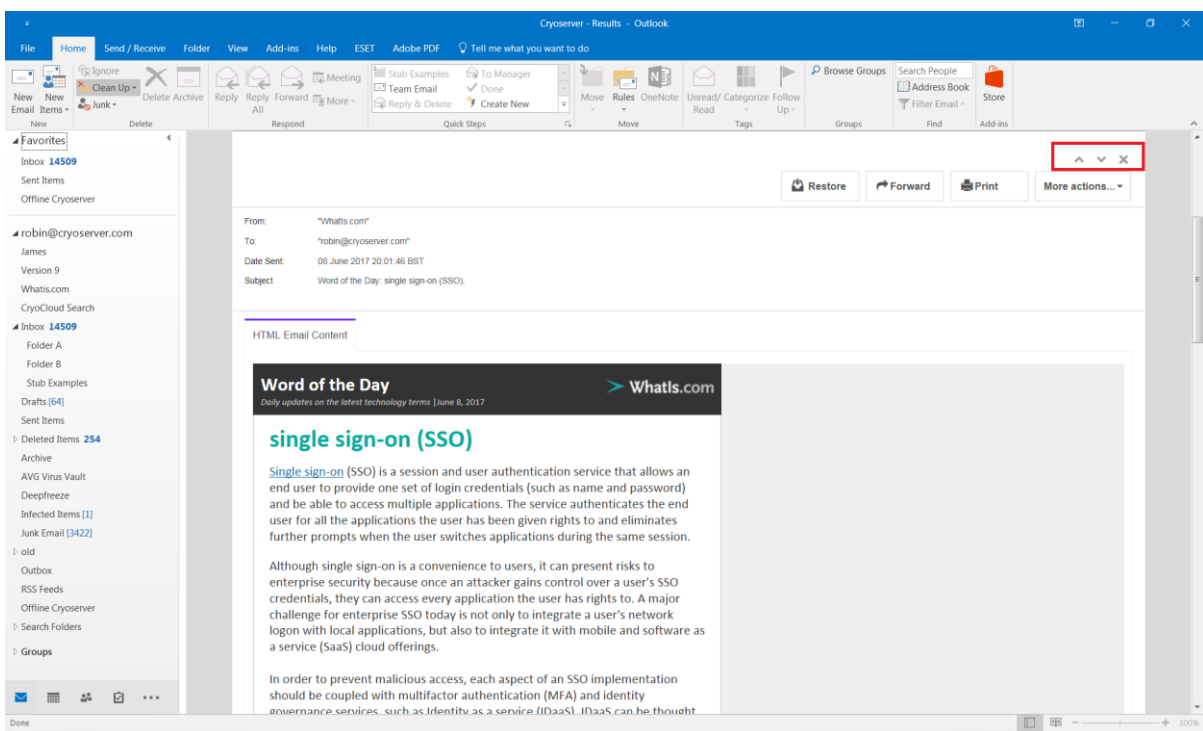 Cryoserver - Results - Outlook
File Home Send / Receive Folder View Add-ins Help ESET Adobe PDF Tell me what you want to do
New Email
New Items
Ignore
Clean Up
Junk
Delete
Archive
Reply
Reply All
Forward
Meeting
More
Stub Examples
Team Email
Reply & Delete
To Manager
Done
Create New
Move
Rules
OneNote
Unread/ Read
Categorize
Follow Up
Browse Groups
Search People
Address Book
Filter Email
Store
New Delete Respond Quick Steps Move Tags Groups Find Add-ins
Favorites
Inbox 14509
Sent Items
Offline Cryoserver
robin@cryoserver.com
James
Version 9
Whatis.com
CryoCloud Search
Inbox 14509
Folder A
Folder B
Stub Examples
Drafts [64]
Sent Items
Deleted Items 254
Archive
AVG Virus Vault
Deepfreeze
Infected Items [1]
Junk Email [3422]
old
Outbox
RSS Feeds
Offline Cryoserver
Search Folders
Groups
Restore Forward Print More actions...
From: "WhatIs.com"
To: "robin@cryoserver.com"
Date Sent: 08 June 2017 20:01:46 BST
Subject Word of the Day: single sign-on (SSO).
HTML Email Content
Word of the Day
Daily updates on the latest technology terms | June 8, 2017
WhatIs.com
single sign-on (SSO)
Single sign-on (SSO) is a session and user authentication service that allows an
end user to provide one set of login credentials (such as name and password)
and be able to access multiple applications. The service authenticates the end
user for all the applications the user has been given rights to and eliminates
further prompts when the user switches applications during the same session.
Although single sign-on is a convenience to users, it can present risks to
enterprise security because once an attacker gains control over a user's SSO
credentials, they can access every application the user has rights to. A major
challenge for enterprise SSO today is not only to integrate a user's network
logon with local applications, but also to integrate it with mobile and software as
a service (SaaS) cloud offerings.
In order to prevent malicious access, each aspect of an SSO implementation
should be coupled with multifactor authentication (MFA) and identity
governance services, such as Identity as a service (IDaaS). IDaaS can be thought
Done
100%